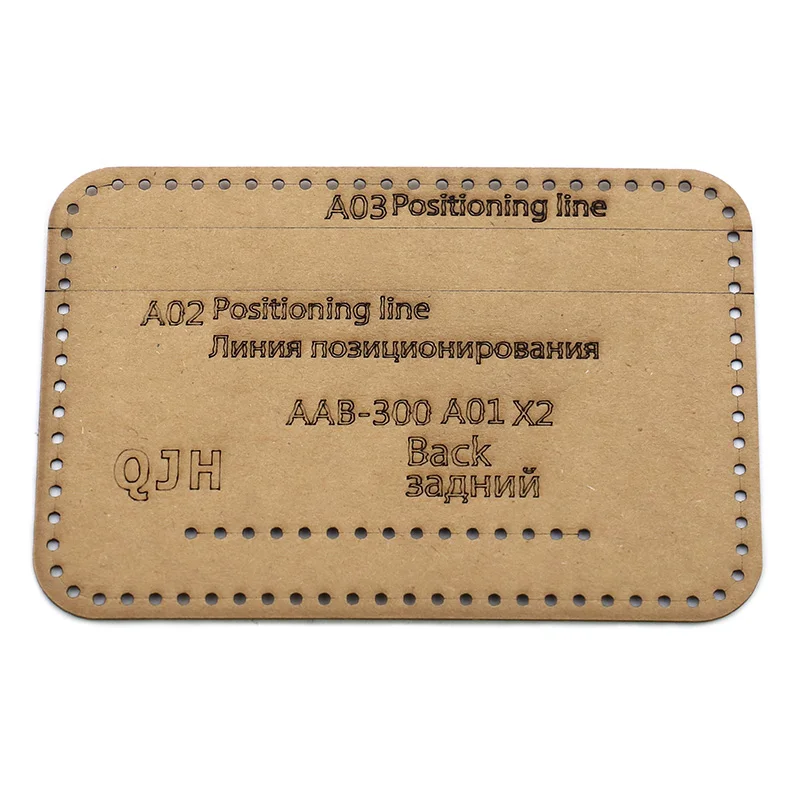 A03 Positioning line
A02 Positioning line
Линия позиционирования
AAB-300 A01 X2
Back
QJH
задний